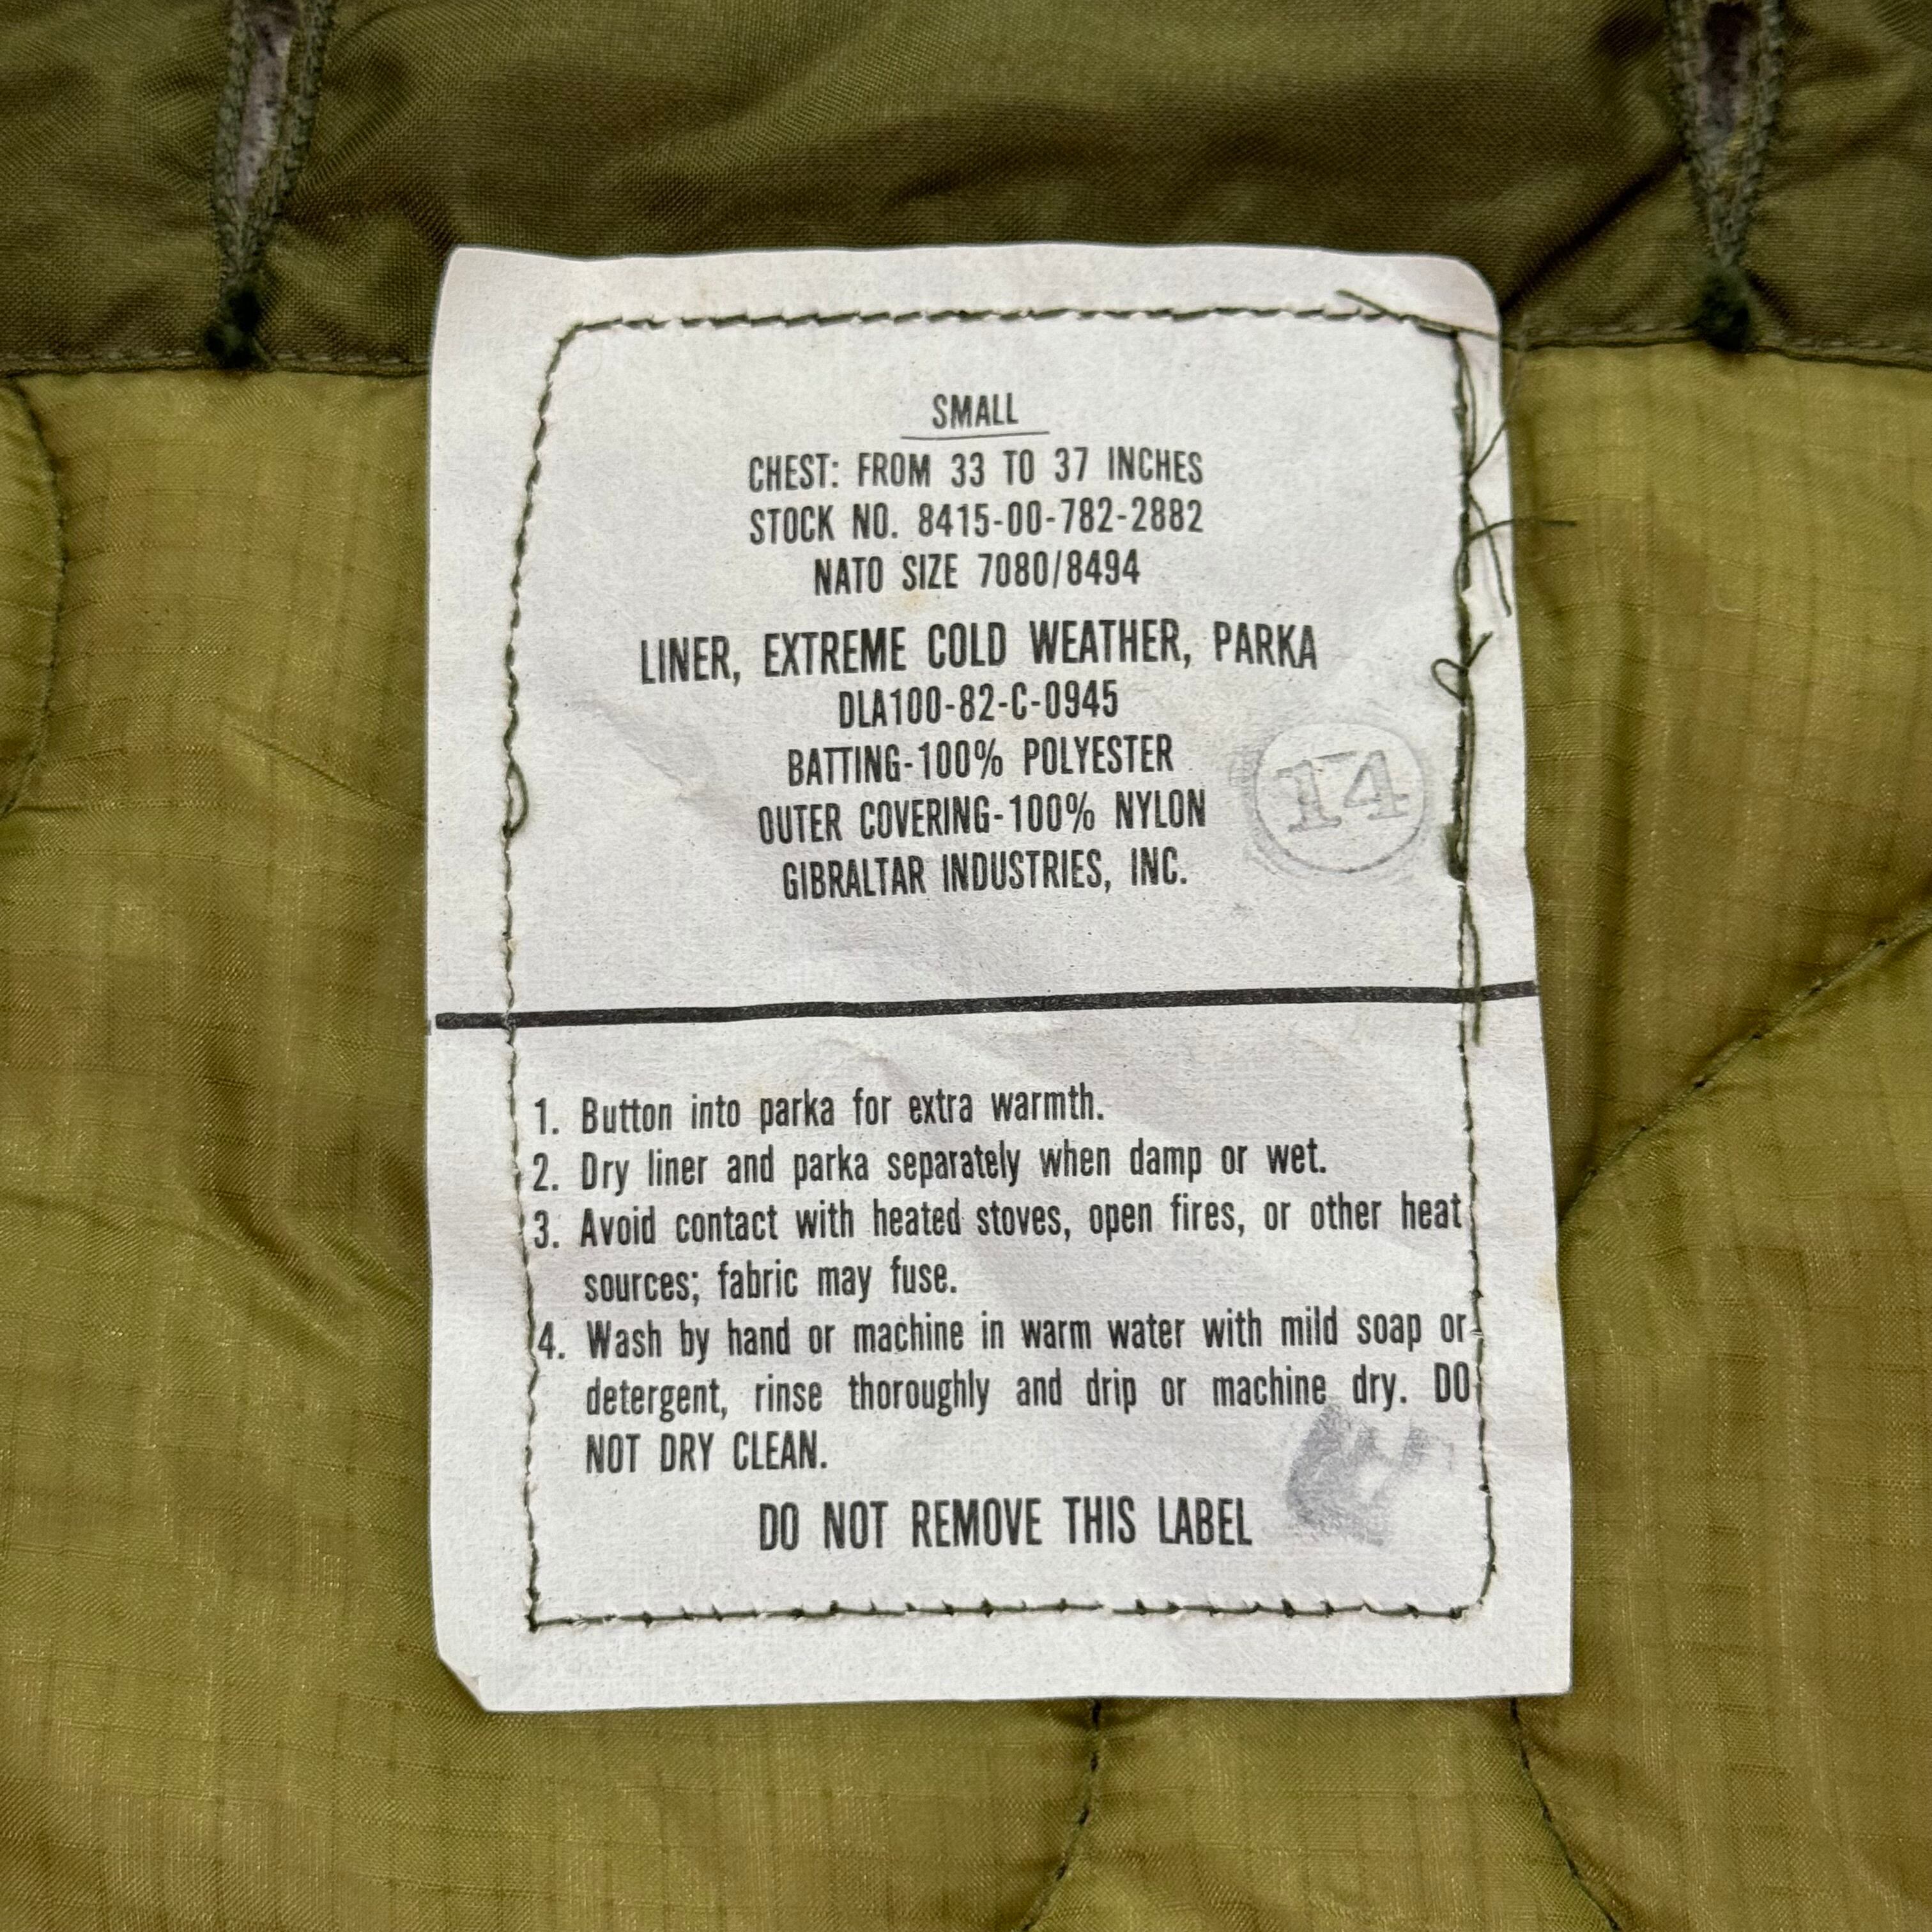 SMALL
CHEST: FROM 33 TO 37 INCHES
STOCK NO. 8415-00-782-2882
NATO SIZE 7080/8494
LINER, EXTREME COLD WEATHER, PARKA
DLA100-82-C-0945
BATTING-100% POLYESTER
14
OUTER COVERING-100% NYLON
GIBRALTAR INDUSTRIES, INC.
1. Button into parka for extra warmth.
2. Dry liner and parka separately when damp or wet.
3. Avoid contact with heated stoves, open fires, or other heat
sources; fabric may fuse.
4. Wash by hand or machine in warm water with mild soap or
detergent, rinse thoroughly and drip or machine dry. DO
NOT DRY CLEAN.
DO NOT REMOVE THIS LABEL